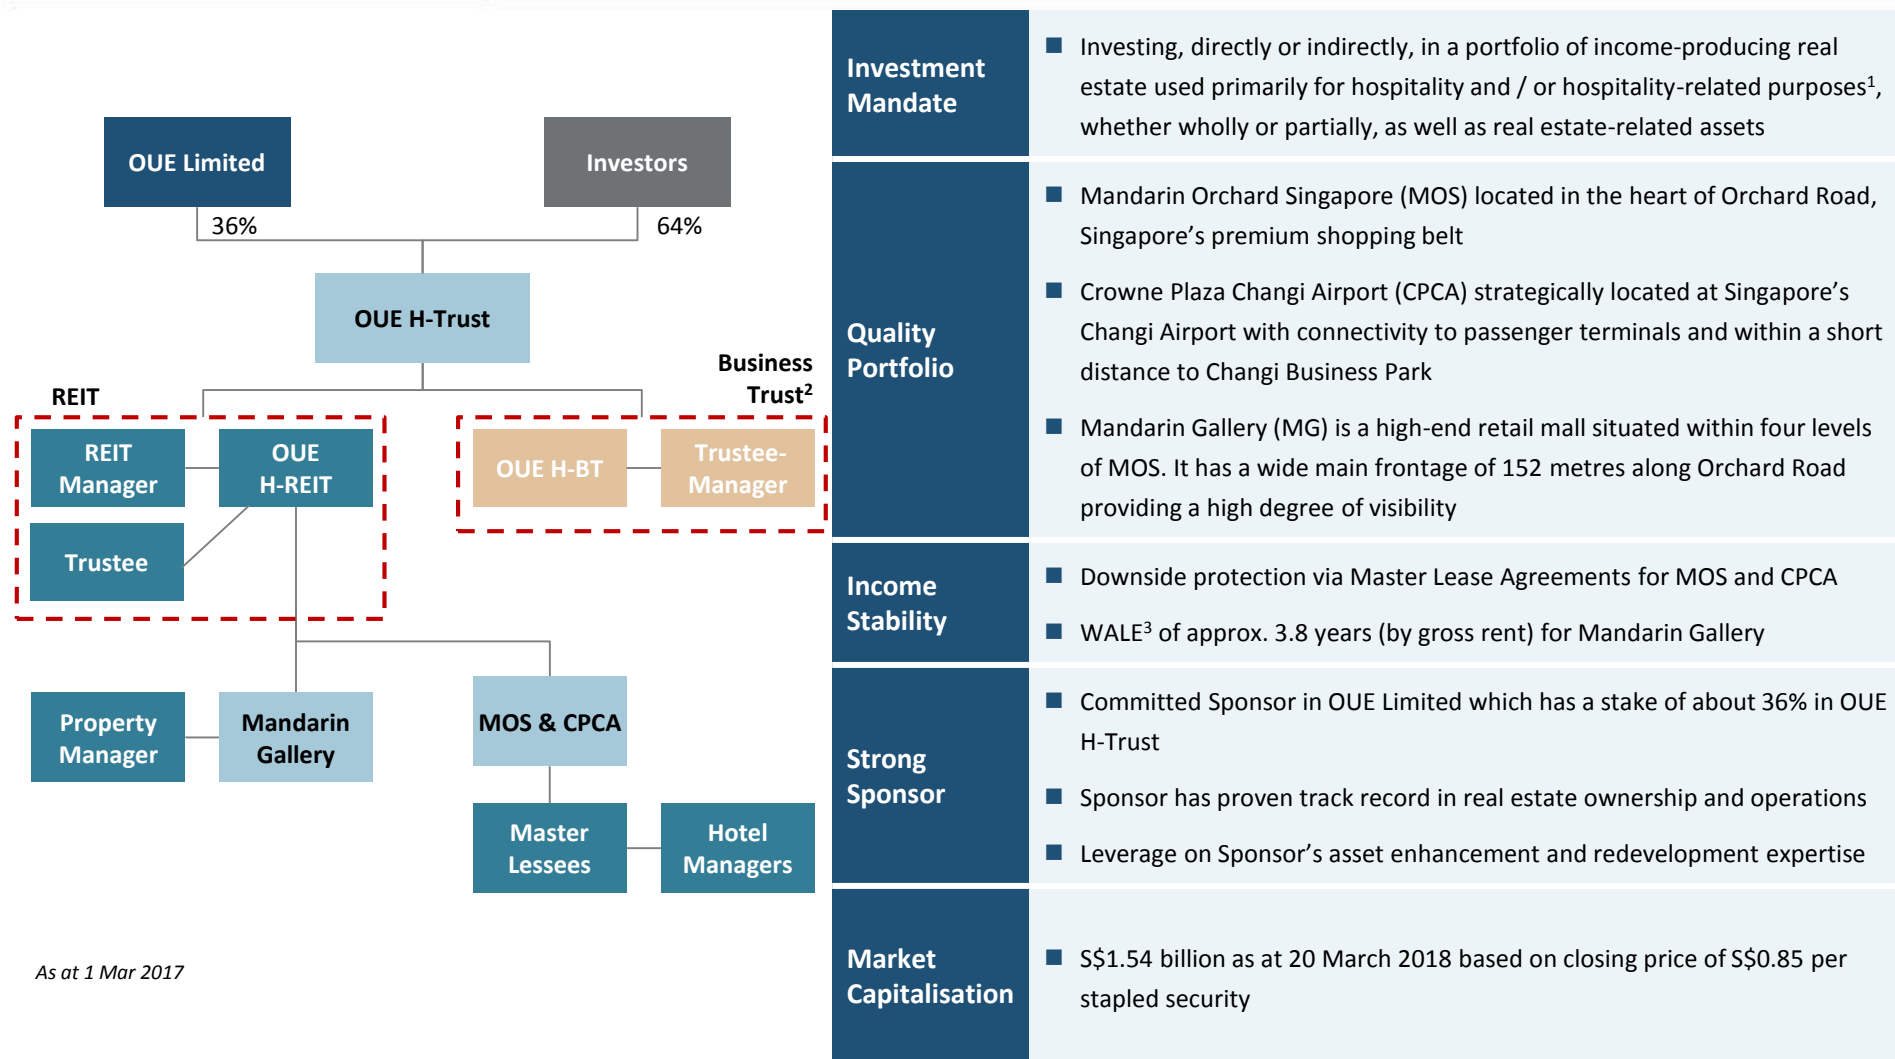 OUE Limited
Investors
36%
64%
OUE H-Trust
Business
Trust²
REIT
REIT
Manager
OUE
H-REIT
OUE H-BT
Trustee-
Manager
Trustee
Property
Manager
Mandarin
Gallery
MOS & CPCA
Master
Lessees
Hotel
Managers
As at 1 Mar 2017
Investment
Mandate
■ Investing, directly or indirectly, in a portfolio of income-producing real
estate used primarily for hospitality and / or hospitality-related purposes¹,
whether wholly or partially, as well as real estate-related assets
Quality
Portfolio
■ Mandarin Orchard Singapore (MOS) located in the heart of Orchard Road,
Singapore’s premium shopping belt
■ Crowne Plaza Changi Airport (CPCA) strategically located at Singapore’s
Changi Airport with connectivity to passenger terminals and within a short
distance to Changi Business Park
■ Mandarin Gallery (MG) is a high-end retail mall situated within four levels
of MOS. It has a wide main frontage of 152 metres along Orchard Road
providing a high degree of visibility
Income
Stability
■ Downside protection via Master Lease Agreements for MOS and CPCA
■ WALE³ of approx. 3.8 years (by gross rent) for Mandarin Gallery
Strong
Sponsor
■ Committed Sponsor in OUE Limited which has a stake of about 36% in OUE
H-Trust
■ Sponsor has proven track record in real estate ownership and operations
■ Leverage on Sponsor’s asset enhancement and redevelopment expertise
Market
Capitalisation
■ S$1.54 billion as at 20 March 2018 based on closing price of S$0.85 per
stapled security